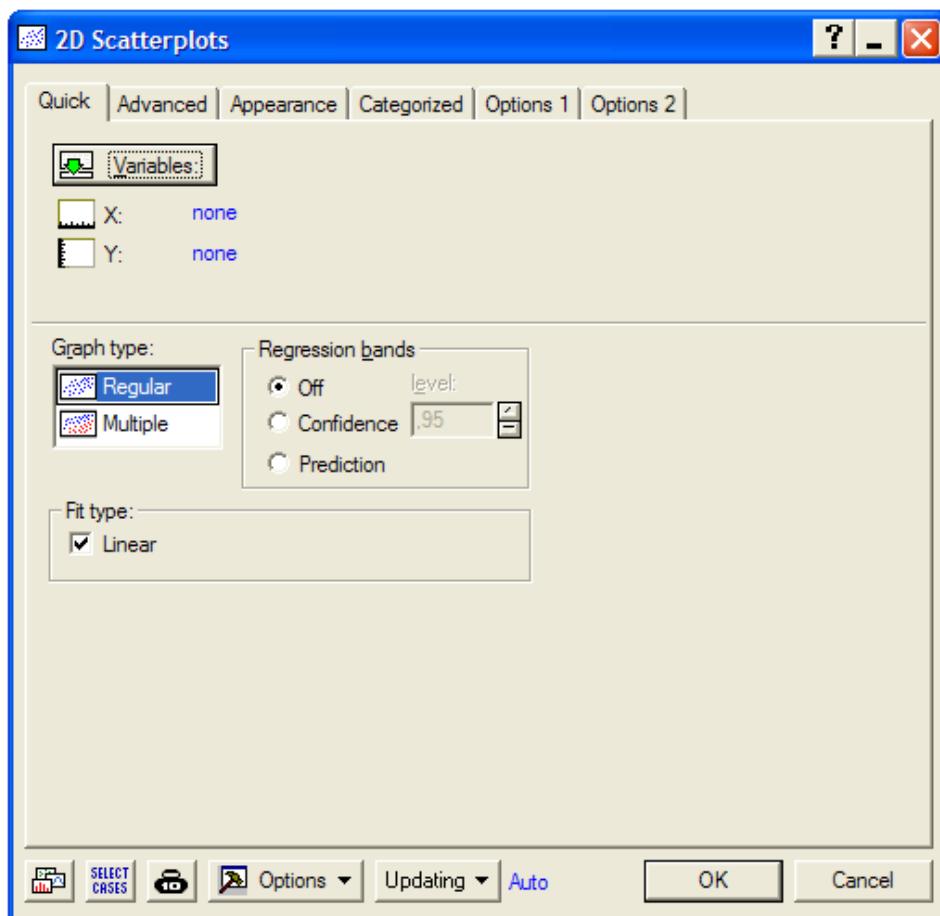 2D Scatterplots
Quick Advanced Appearance Categorized Options 1 Options 2
Variables:
X: none
Y: none
Graph type:
Regular
Multiple
Regression bands
Off level:
Confidence ,95
Prediction
Fit type:
Linear
SELECT
CASES
Options Updating Auto OK Cancel